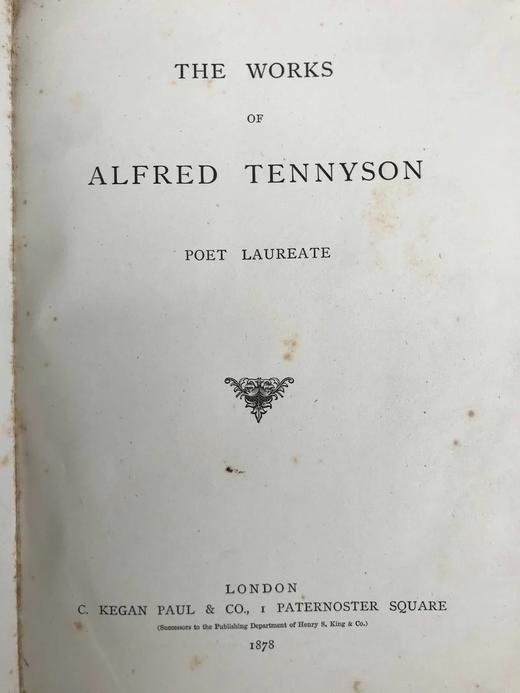 THE WORKS
OF
ALFRED TENNYSON
POET LAUREATE
LONDON
C. KEGAN PAUL & CO., 1 PATERNOSTER SQUARE
(Successors to the Publishing Department of Henry S. King & Co.)
1878